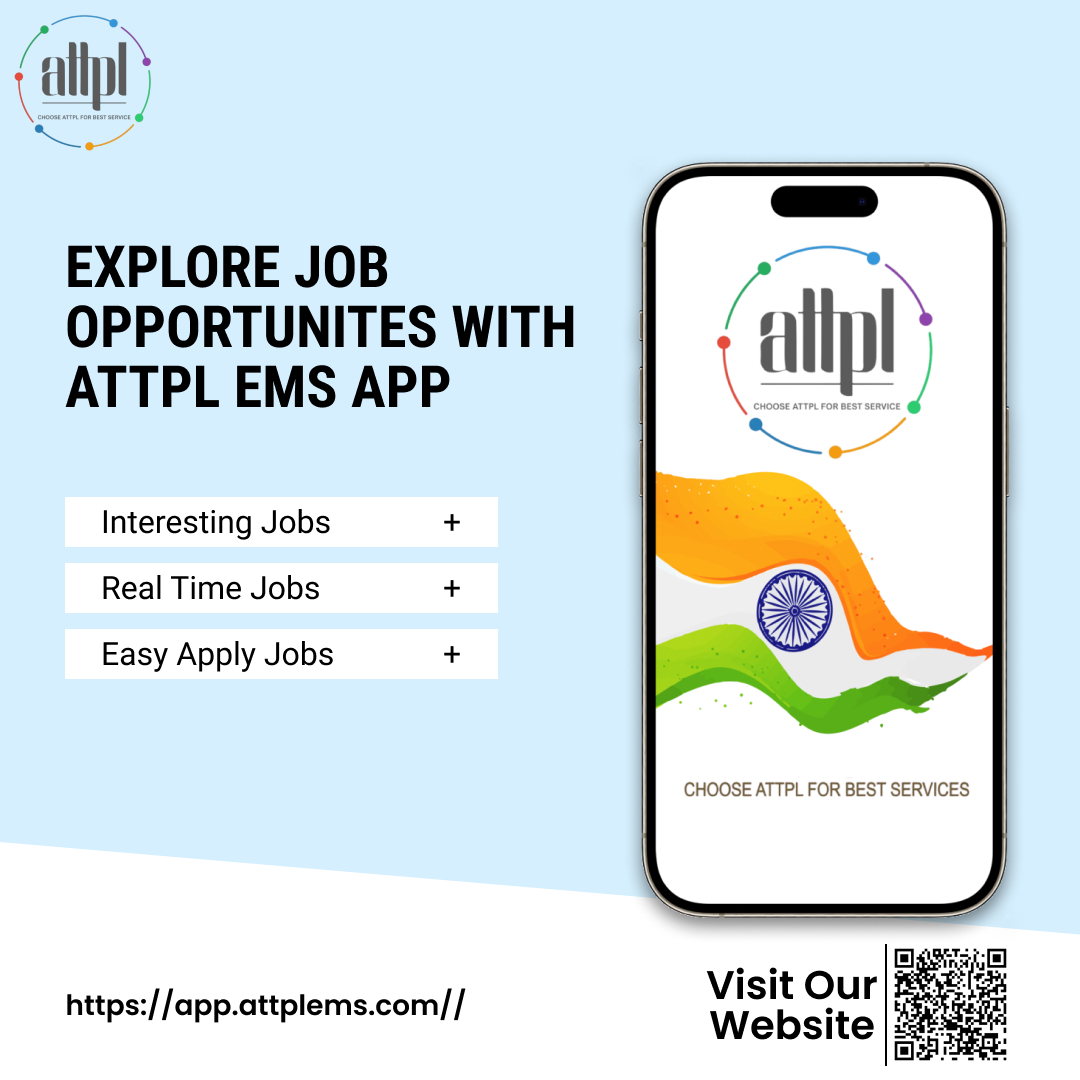 attpl
CHOOSE ATTPL FOR BEST SERVICE
EXPLORE JOB
OPPORTUNITES WITH
ATTPL EMS APP
Interesting Jobs +
Real Time Jobs +
Easy Apply Jobs +
attpl
CHOOSE ATTPL FOR BEST SERVICE
CHOOSE ATTPL FOR BEST SERVICES
https://app.attplems.com//
Visit Our
Website